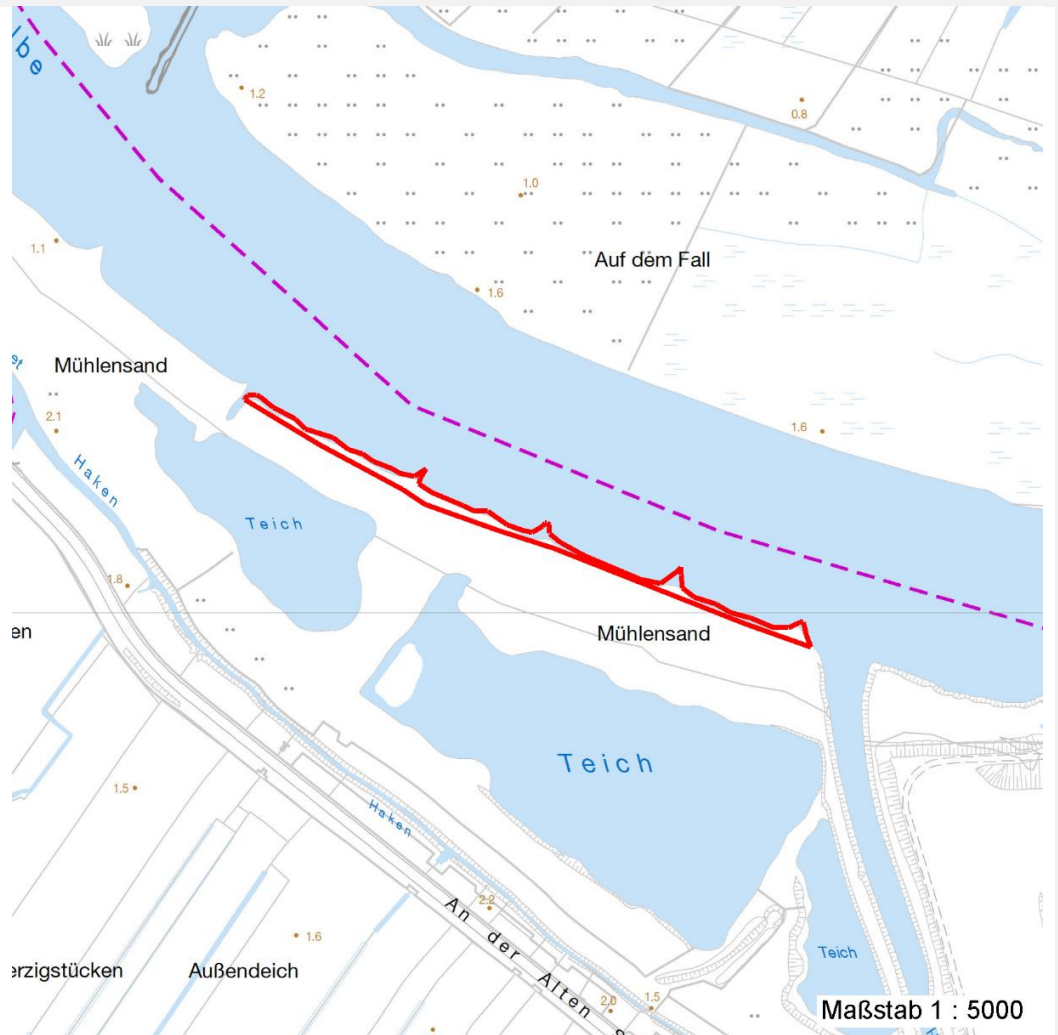 lbe
1.2
0.8
1.0
1.1
Auf dem Fall
1.6
Mühlensand
2.1
1.6
Haken
Teich
1.8
en
Mühlensand
Teich
1.5
Haken
2.2
An der Alten S
1.6
erzigstücken
Außendeich
Teich
2.0
1.5
Maßstab 1 : 5000